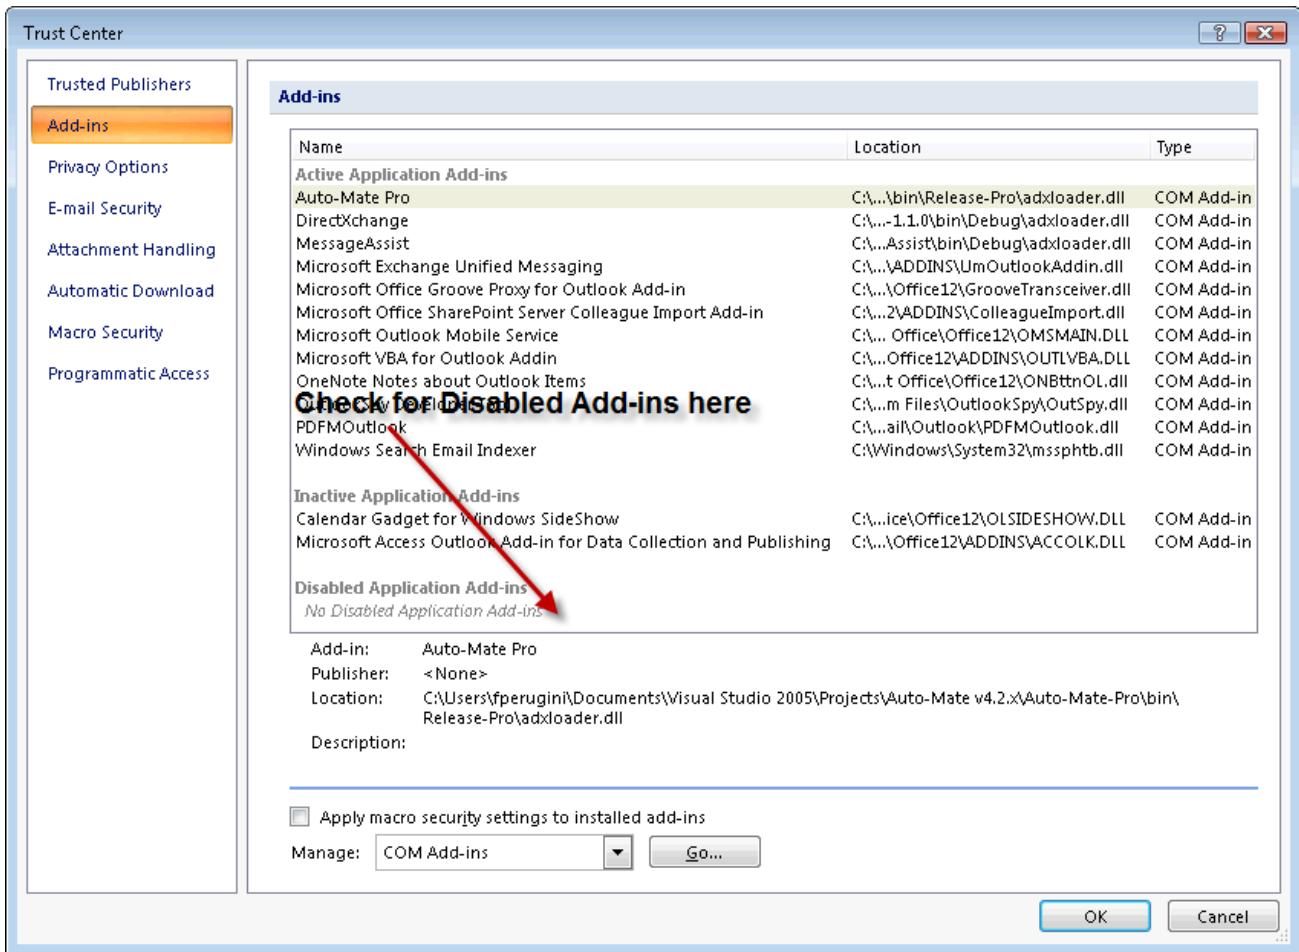 Trust Center
Trusted Publishers
Add-ins
Privacy Options
E-mail Security
Attachment Handling
Automatic Download
Macro Security
Programmatic Access
Add-ins
Name Location Type
Active Application Add-ins
Auto-Mate Pro C:\...\bin\Release-Pro\adxloader.dll COM Add-in
DirectXchange C:\...-1.1.0\bin\Debug\adxloader.dll COM Add-in
MessageAssist C:\...Assist\bin\Debug\adxloader.dll COM Add-in
Microsoft Exchange Unified Messaging C:\...\ADDINS\UmOutlookAddin.dll COM Add-in
Microsoft Office Groove Proxy for Outlook Add-in C:\...\Office12\GrooveTransceiver.dll COM Add-in
Microsoft Office SharePoint Server Colleague Import Add-in C:\...2\ADDINS\ColleagueImport.dll COM Add-in
Microsoft Outlook Mobile Service C:\... Office\Office12\OMSMAIN.DLL COM Add-in
Microsoft VBA for Outlook Addin C:\...Office12\ADDINS\OUTLVBA.DLL COM Add-in
OneNote Notes about Outlook Items C:\...t Office\Office12\ONBttnOL.dll COM Add-in
Check for Disabled Add-ins here
C:\...m Files\OutlookSpy\OutSpy.dll COM Add-in
PDFMOutlook C:\...ail\Outlook\PDFMOutlook.dll COM Add-in
Windows Search Email Indexer C:\Windows\System32\mssphtb.dll COM Add-in
Inactive Application Add-ins
Calendar Gadget for Windows SideShow C:\...ice\Office12\OLSIDESHOW.DLL COM Add-in
Microsoft Access Outlook Add-in for Data Collection and Publishing C:\...\Office12\ADDINS\ACCOLK.DLL COM Add-in
Disabled Application Add-ins
No Disabled Application Add-ins
Add-in: Auto-Mate Pro
Publisher: <None>
Location: C:\Users\fperugini\Documents\Visual Studio 2005\Projects\Auto-Mate v4.2.x\Auto-Mate-Pro\bin\
Release-Pro\adxloader.dll
Description:
Apply macro security settings to installed add-ins
Manage: COM Add-ins Go...
OK Cancel